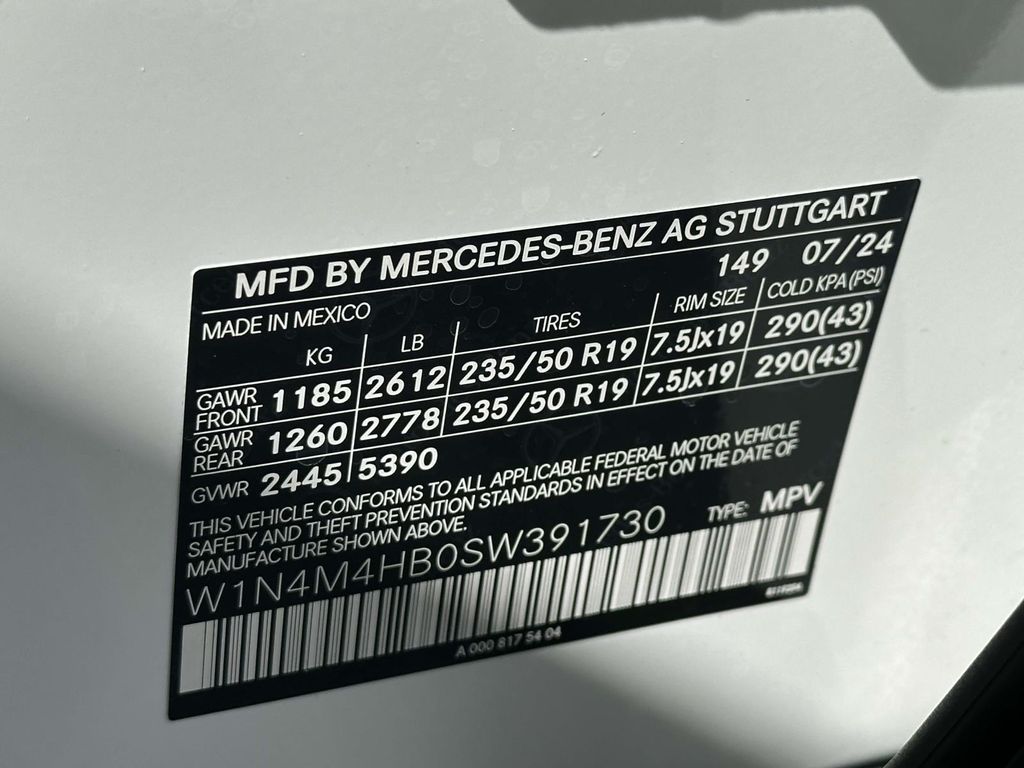 MFD BY MERCEDES-BENZ AG STUTTGART
149 07/24
MADE IN MEXICO
KG LB TIRES RIM SIZE COLD KPA (PSI)
GAWR FRONT 1185 2612 235/50 R19 7.5Jx19 290(43)
GAWR REAR 1260 2778 235/50 R19 7.5Jx19 290(43)
GVWR 2445 5390
THIS VEHICLE CONFORMS TO ALL APPLICABLE FEDERAL MOTOR VEHICLE
SAFETY AND THEFT PREVENTION STANDARDS IN EFFECT ON THE DATE OF
MANUFACTURE SHOWN ABOVE.
TYPE: MPV
W1N4M4HB0SW391730
A 000 817 54 04